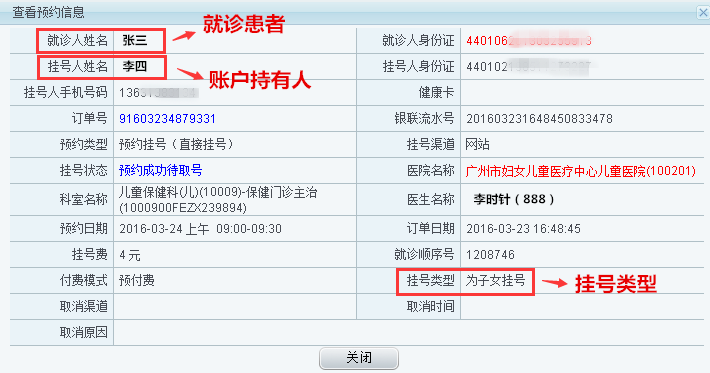 查看预约信息
就诊人姓名 张三 就诊患者 就诊人身份证 440106
挂号人姓名 李四 账户持有人 挂号人身份证 440102
挂号人手机号码 1363 健康卡
订单号 91603234879331 银联流水号 201603231648450833478
预约类型 预约挂号（直接挂号） 挂号渠道 网站
挂号状态 预约成功待取号 医院名称 广州市妇女儿童医疗中心儿童医院(100201)
科室名称 儿童保健科(儿)(10009)-保健门诊主治
(1000900FEZX239894) 医生名称 李时针（888）
预约日期 2016-03-24 上午 09:00-09:30 订单日期 2016-03-23 16:48:45
挂号费 4 元 就诊顺序号 1208746
付费模式 预付费 挂号类型 为子女挂号 挂号类型
取消渠道 取消时间
取消原因
关闭